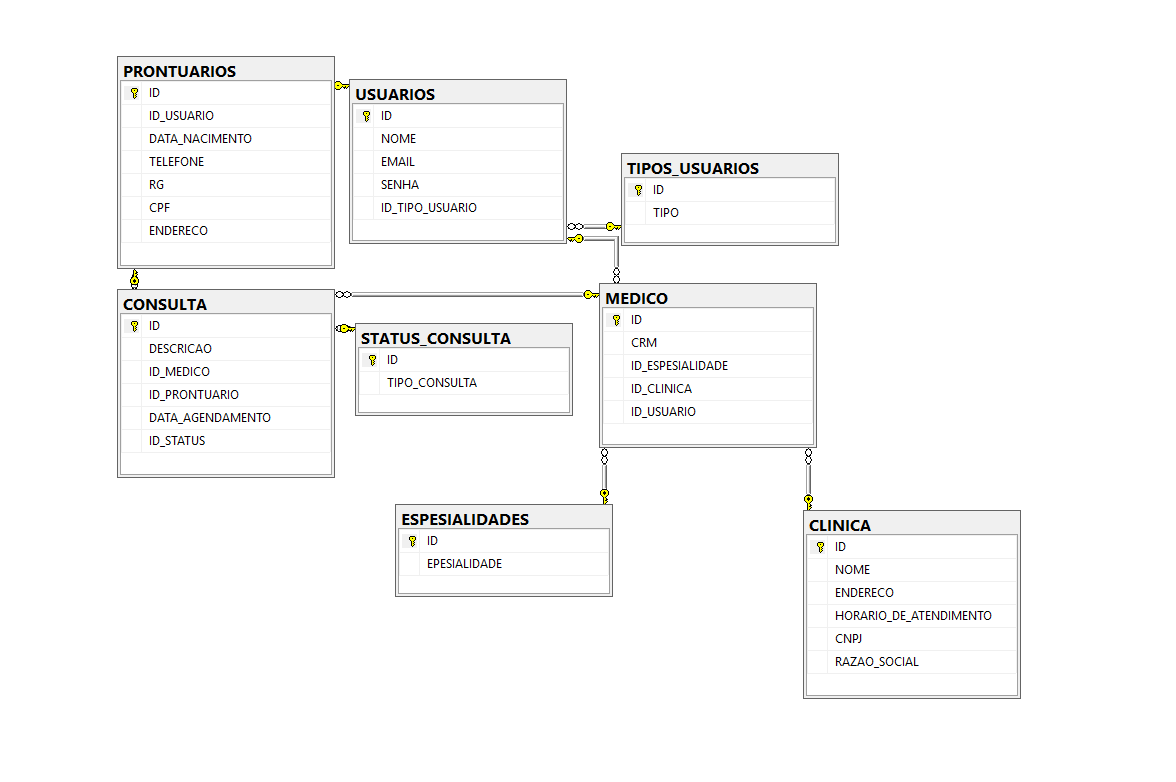 PRONTUARIOS
ID
ID_USUARIO
DATA_NACIMENTO
TELEFONE
RG
CPF
ENDERECO
USUARIOS
ID
NOME
EMAIL
SENHA
ID_TIPO_USUARIO
TIPOS_USUARIOS
ID
TIPO
CONSULTA
ID
DESCRICAO
ID_MEDICO
ID_PRONTUARIO
DATA_AGENDAMENTO
ID_STATUS
STATUS_CONSULTA
ID
TIPO_CONSULTA
MEDICO
ID
CRM
ID_ESPESIALIDADE
ID_CLINICA
ID_USUARIO
ESPESIALIDADES
ID
EPESIALIDADE
CLINICA
ID
NOME
ENDERECO
HORARIO_DE_ATENDIMENTO
CNPJ
RAZAO_SOCIAL